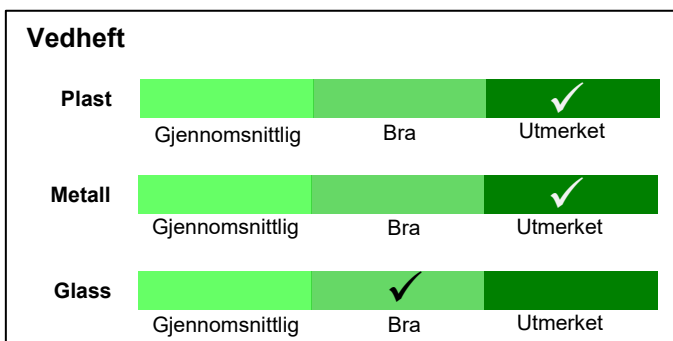 Vedheft
Plast
Gjennomsnittlig Bra Utmerket
Metall
Gjennomsnittlig Bra Utmerket
Glass
Gjennomsnittlig Bra Utmerket